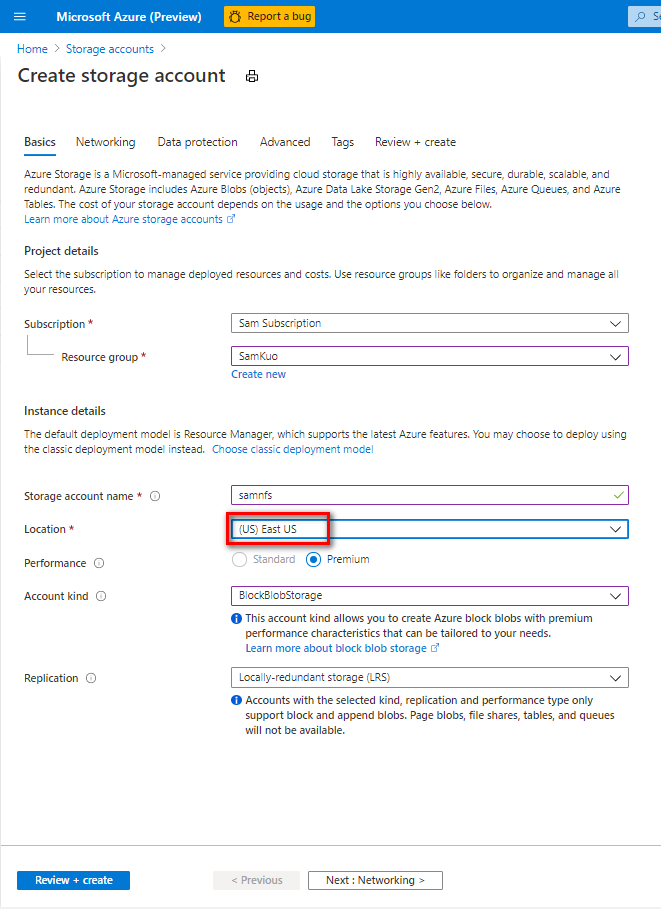 Microsoft Azure (Preview)
Report a bug
Home > Storage accounts >
Create storage account
Basics Networking Data protection Advanced Tags Review + create
Azure Storage is a Microsoft-managed service providing cloud storage that is highly available, secure, durable, scalable, and
redundant. Azure Storage includes Azure Blobs (objects), Azure Data Lake Storage Gen2, Azure Files, Azure Queues, and Azure
Tables. The cost of your storage account depends on the usage and the options you choose below.
Learn more about Azure storage accounts
Project details
Select the subscription to manage deployed resources and costs. Use resource groups like folders to organize and manage all
your resources.
Subscription * Sam Subscription
Resource group * SamKuo
Create new
Instance details
The default deployment model is Resource Manager, which supports the latest Azure features. You may choose to deploy using
the classic deployment model instead. Choose classic deployment model
Storage account name * samnfs
Location * (US) East US
Performance Standard Premium
Account kind BlockBlobStorage
This account kind allows you to create Azure block blobs with premium
performance characteristics that can be tailored to your needs.
Learn more about block blob storage
Replication Locally-redundant storage (LRS)
Accounts with the selected kind, replication and performance type only
support block and append blobs. Page blobs, file shares, tables, and queues
will not be available.
Review + create < Previous Next : Networking >